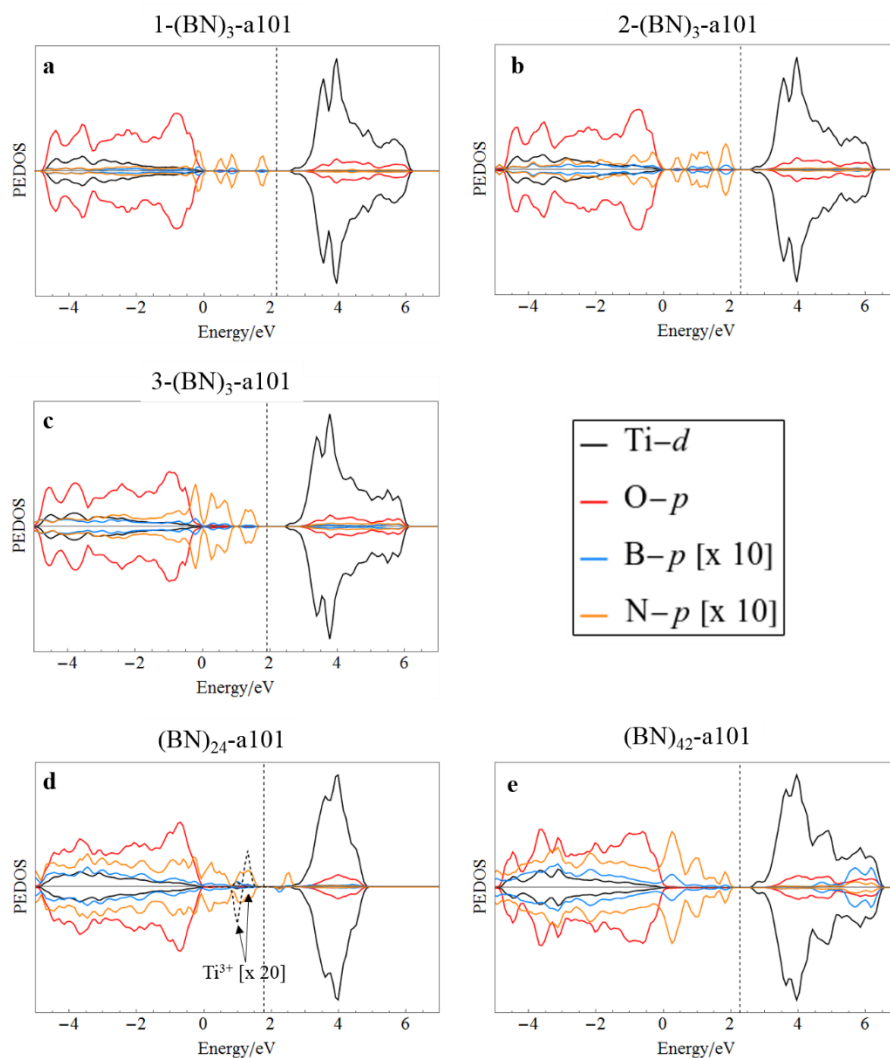 1-(BN)₃-a101
a
PEDOS
−4 −2 0 2 4 6
Energy/eV
2-(BN)₃-a101
b
PEDOS
−4 −2 0 2 4 6
Energy/eV
3-(BN)₃-a101
c
PEDOS
−4 −2 0 2 4 6
Energy/eV
Ti–d
O–p
B–p [x 10]
N–p [x 10]
(BN)₂₄-a101
d
PEDOS
Ti³⁺ [x 20]
−4 −2 0 2 4 6
Energy/eV
(BN)₄₂-a101
e
PEDOS
−4 −2 0 2 4 6
Energy/eV